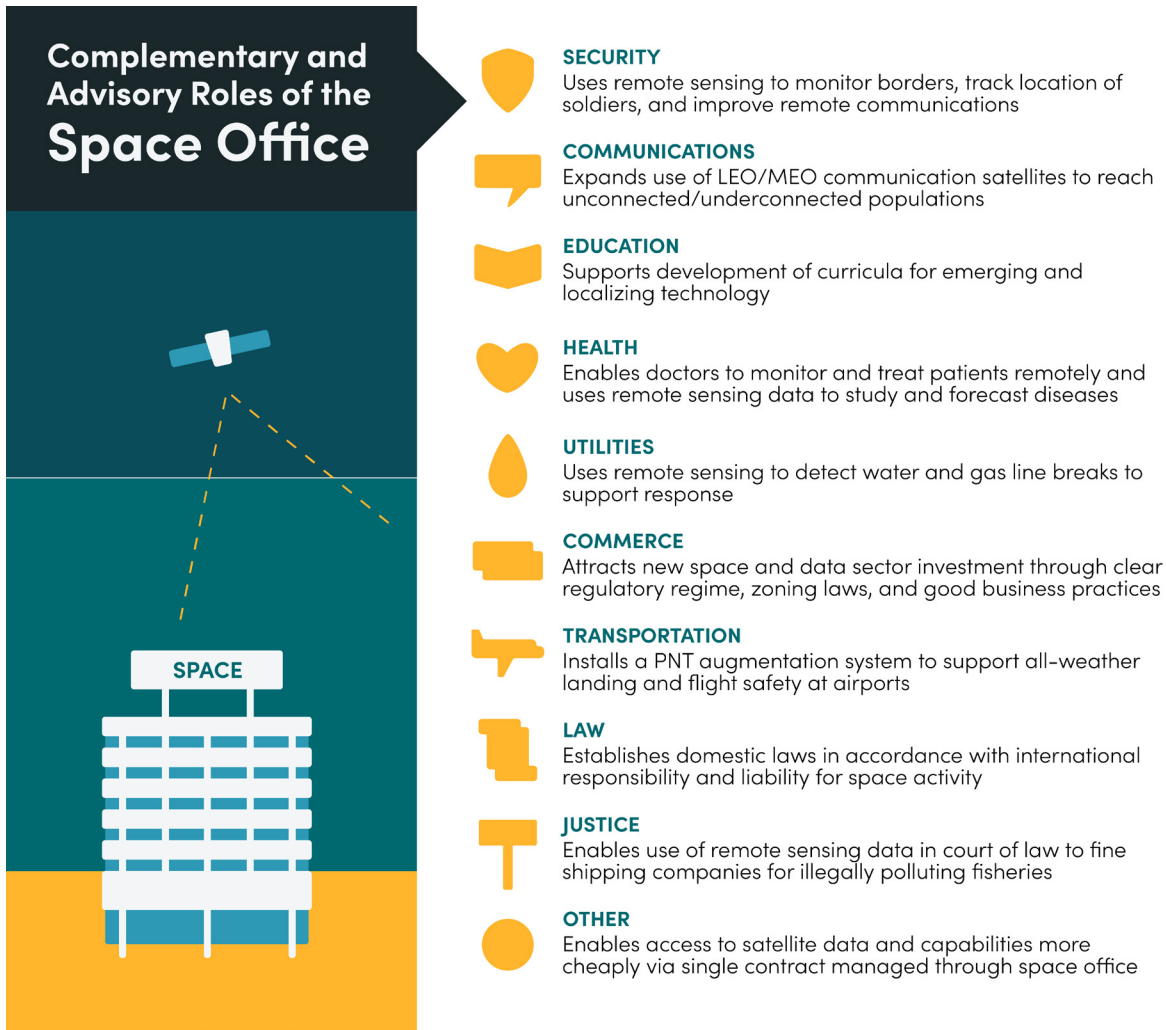 Complementary and
Advisory Roles of the
Space Office
SPACE
SECURITY
Uses remote sensing to monitor borders, track location of
soldiers, and improve remote communications
COMMUNICATIONS
Expands use of LEO/MEO communication satellites to reach
unconnected/underconnected populations
EDUCATION
Supports development of curricula for emerging and
localizing technology
HEALTH
Enables doctors to monitor and treat patients remotely and
uses remote sensing data to study and forecast diseases
UTILITIES
Uses remote sensing to detect water and gas line breaks to
support response
COMMERCE
Attracts new space and data sector investment through clear
regulatory regime, zoning laws, and good business practices
TRANSPORTATION
Installs a PNT augmentation system to support all-weather
landing and flight safety at airports
LAW
Establishes domestic laws in accordance with international
responsibility and liability for space activity
JUSTICE
Enables use of remote sensing data in court of law to fine
shipping companies for illegally polluting fisheries
OTHER
Enables access to satellite data and capabilities more
cheaply via single contract managed through space office